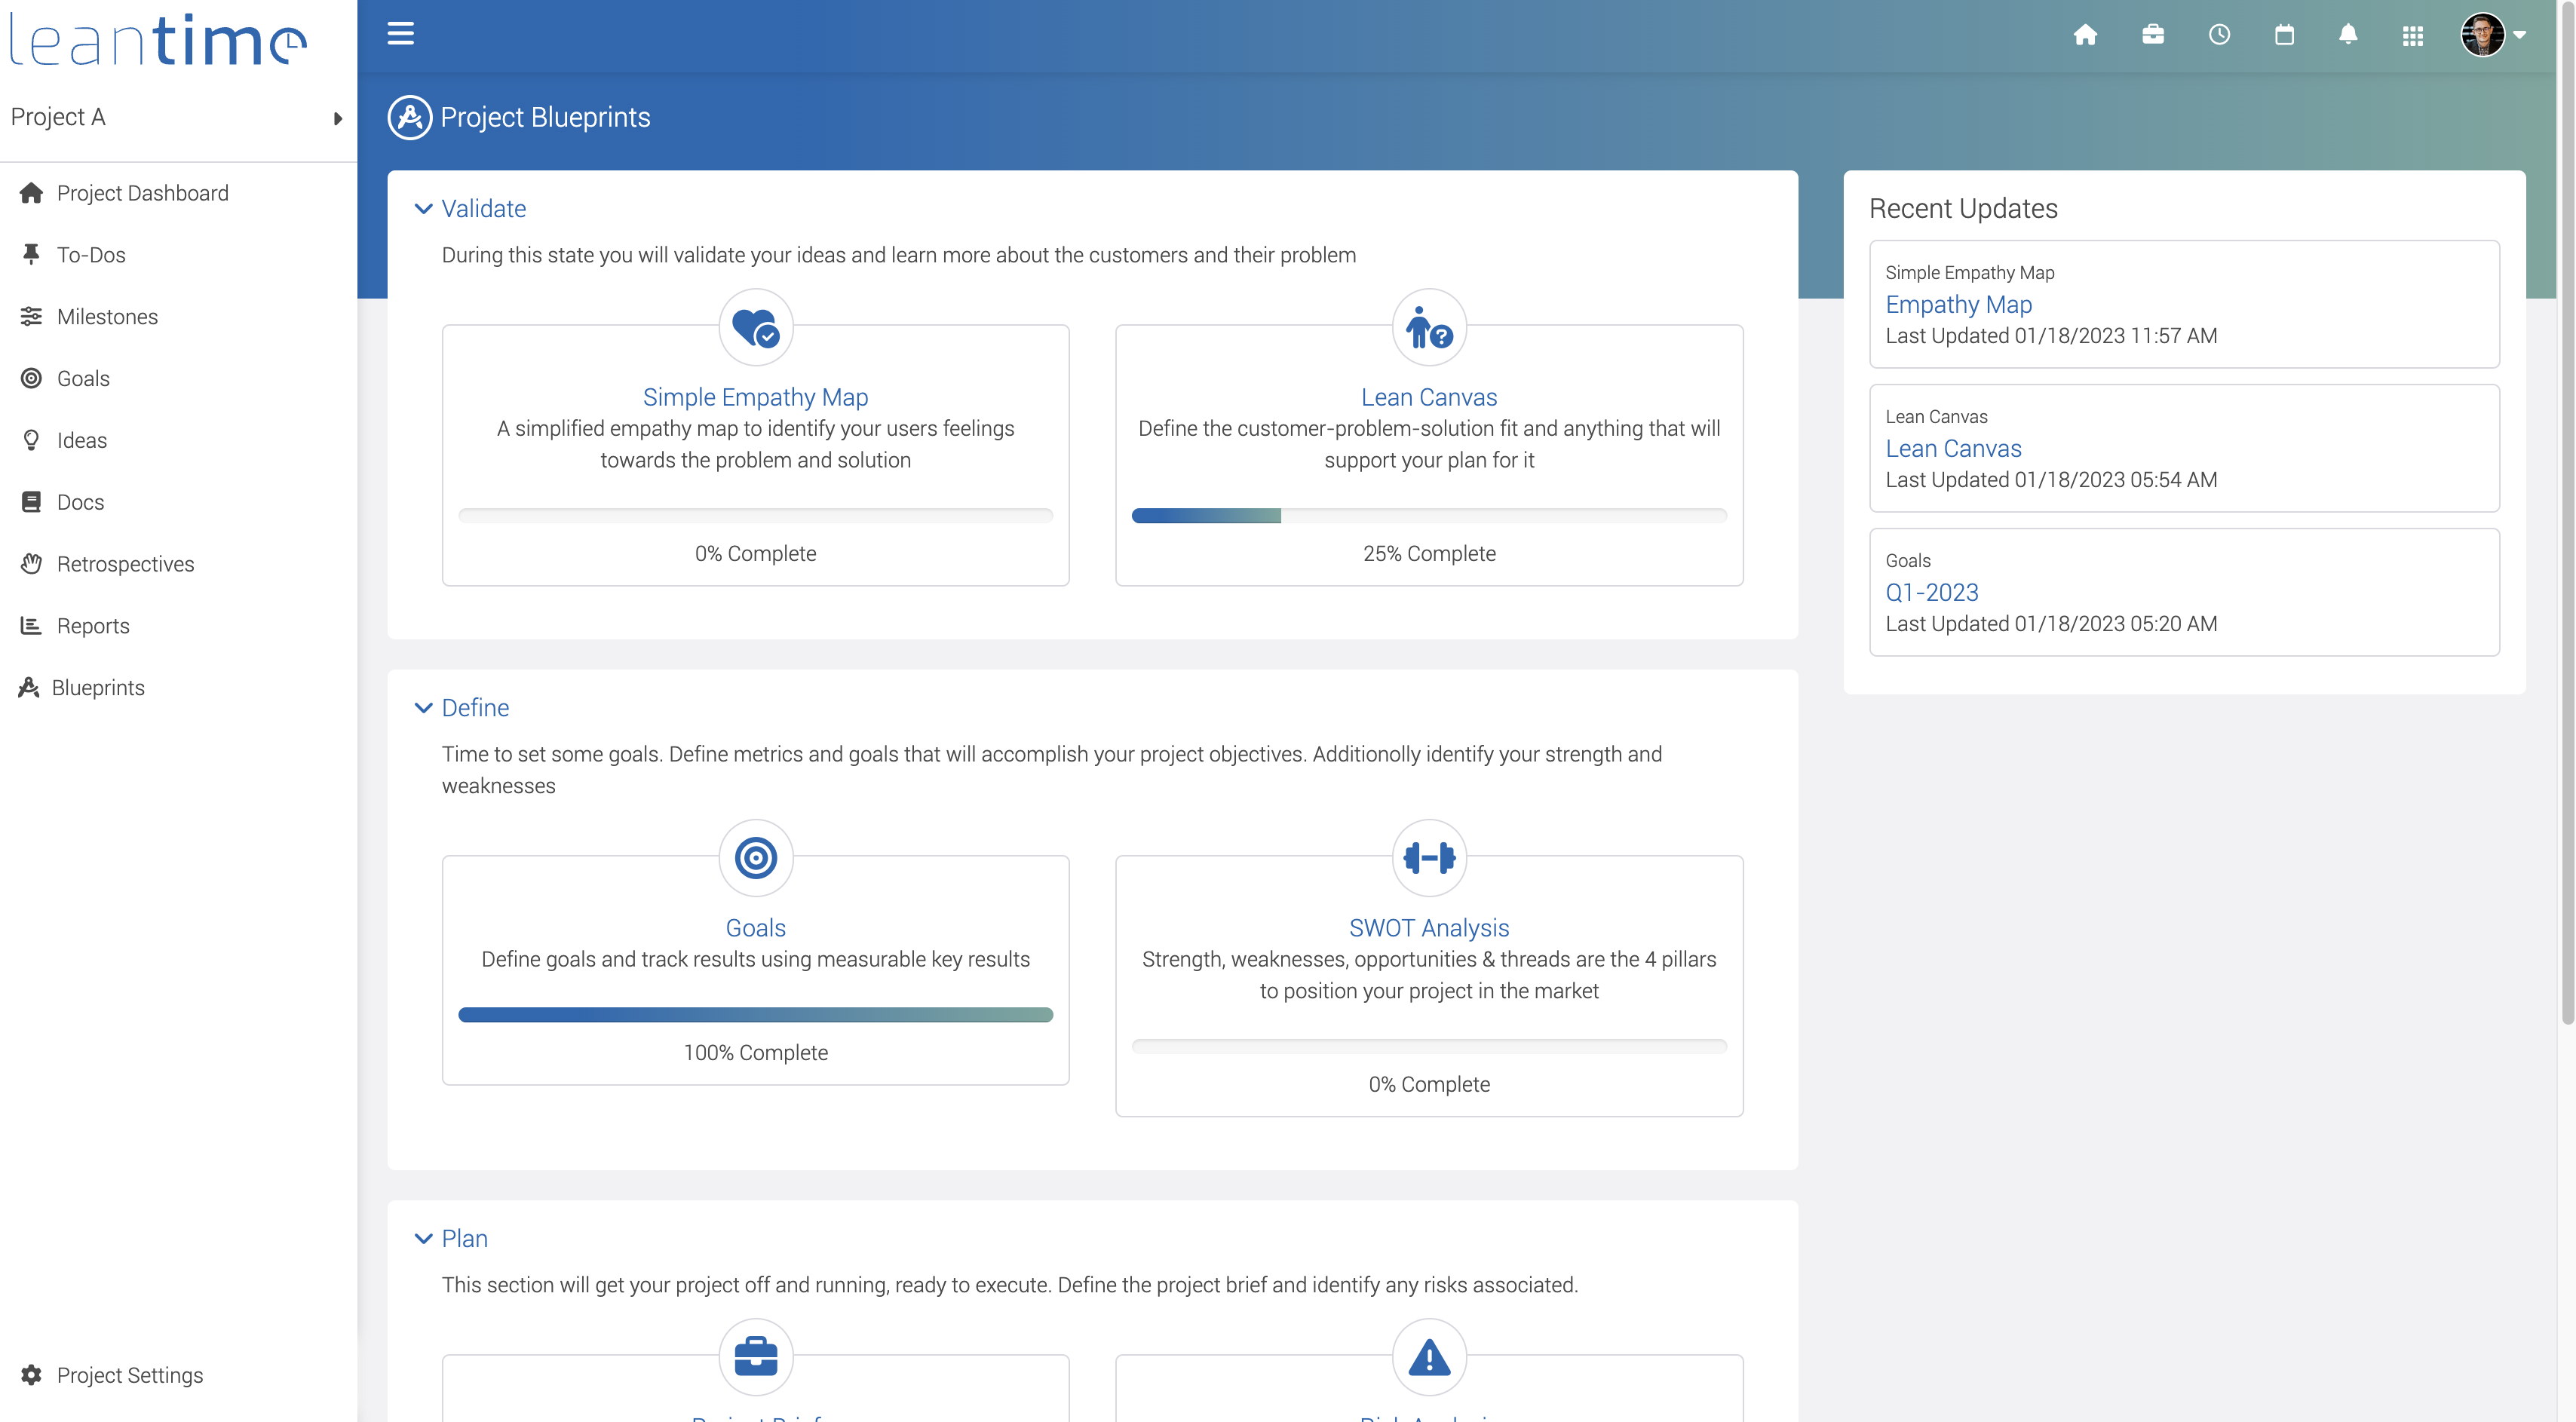 leantime
Project A
Project Dashboard
To-Dos
Milestones
Goals
Ideas
Docs
Retrospectives
Reports
Blueprints
Project Settings
Project Blueprints
Validate
During this state you will validate your ideas and learn more about the customers and their problem
Simple Empathy Map
A simplified empathy map to identify your users feelings
towards the problem and solution
0% Complete
Lean Canvas
Define the customer-problem-solution fit and anything that will
support your plan for it
25% Complete
Define
Time to set some goals. Define metrics and goals that will accomplish your project objectives. Additionolly identify your strength and
weaknesses
Goals
Define goals and track results using measurable key results
100% Complete
SWOT Analysis
Strength, weaknesses, opportunities & threads are the 4 pillars
to position your project in the market
0% Complete
Plan
This section will get your project off and running, ready to execute. Define the project brief and identify any risks associated.
Project Brief
Risk Analysis
Recent Updates
Simple Empathy Map
Empathy Map
Last Updated 01/18/2023 11:57 AM
Lean Canvas
Lean Canvas
Last Updated 01/18/2023 05:54 AM
Goals
Q1-2023
Last Updated 01/18/2023 05:20 AM